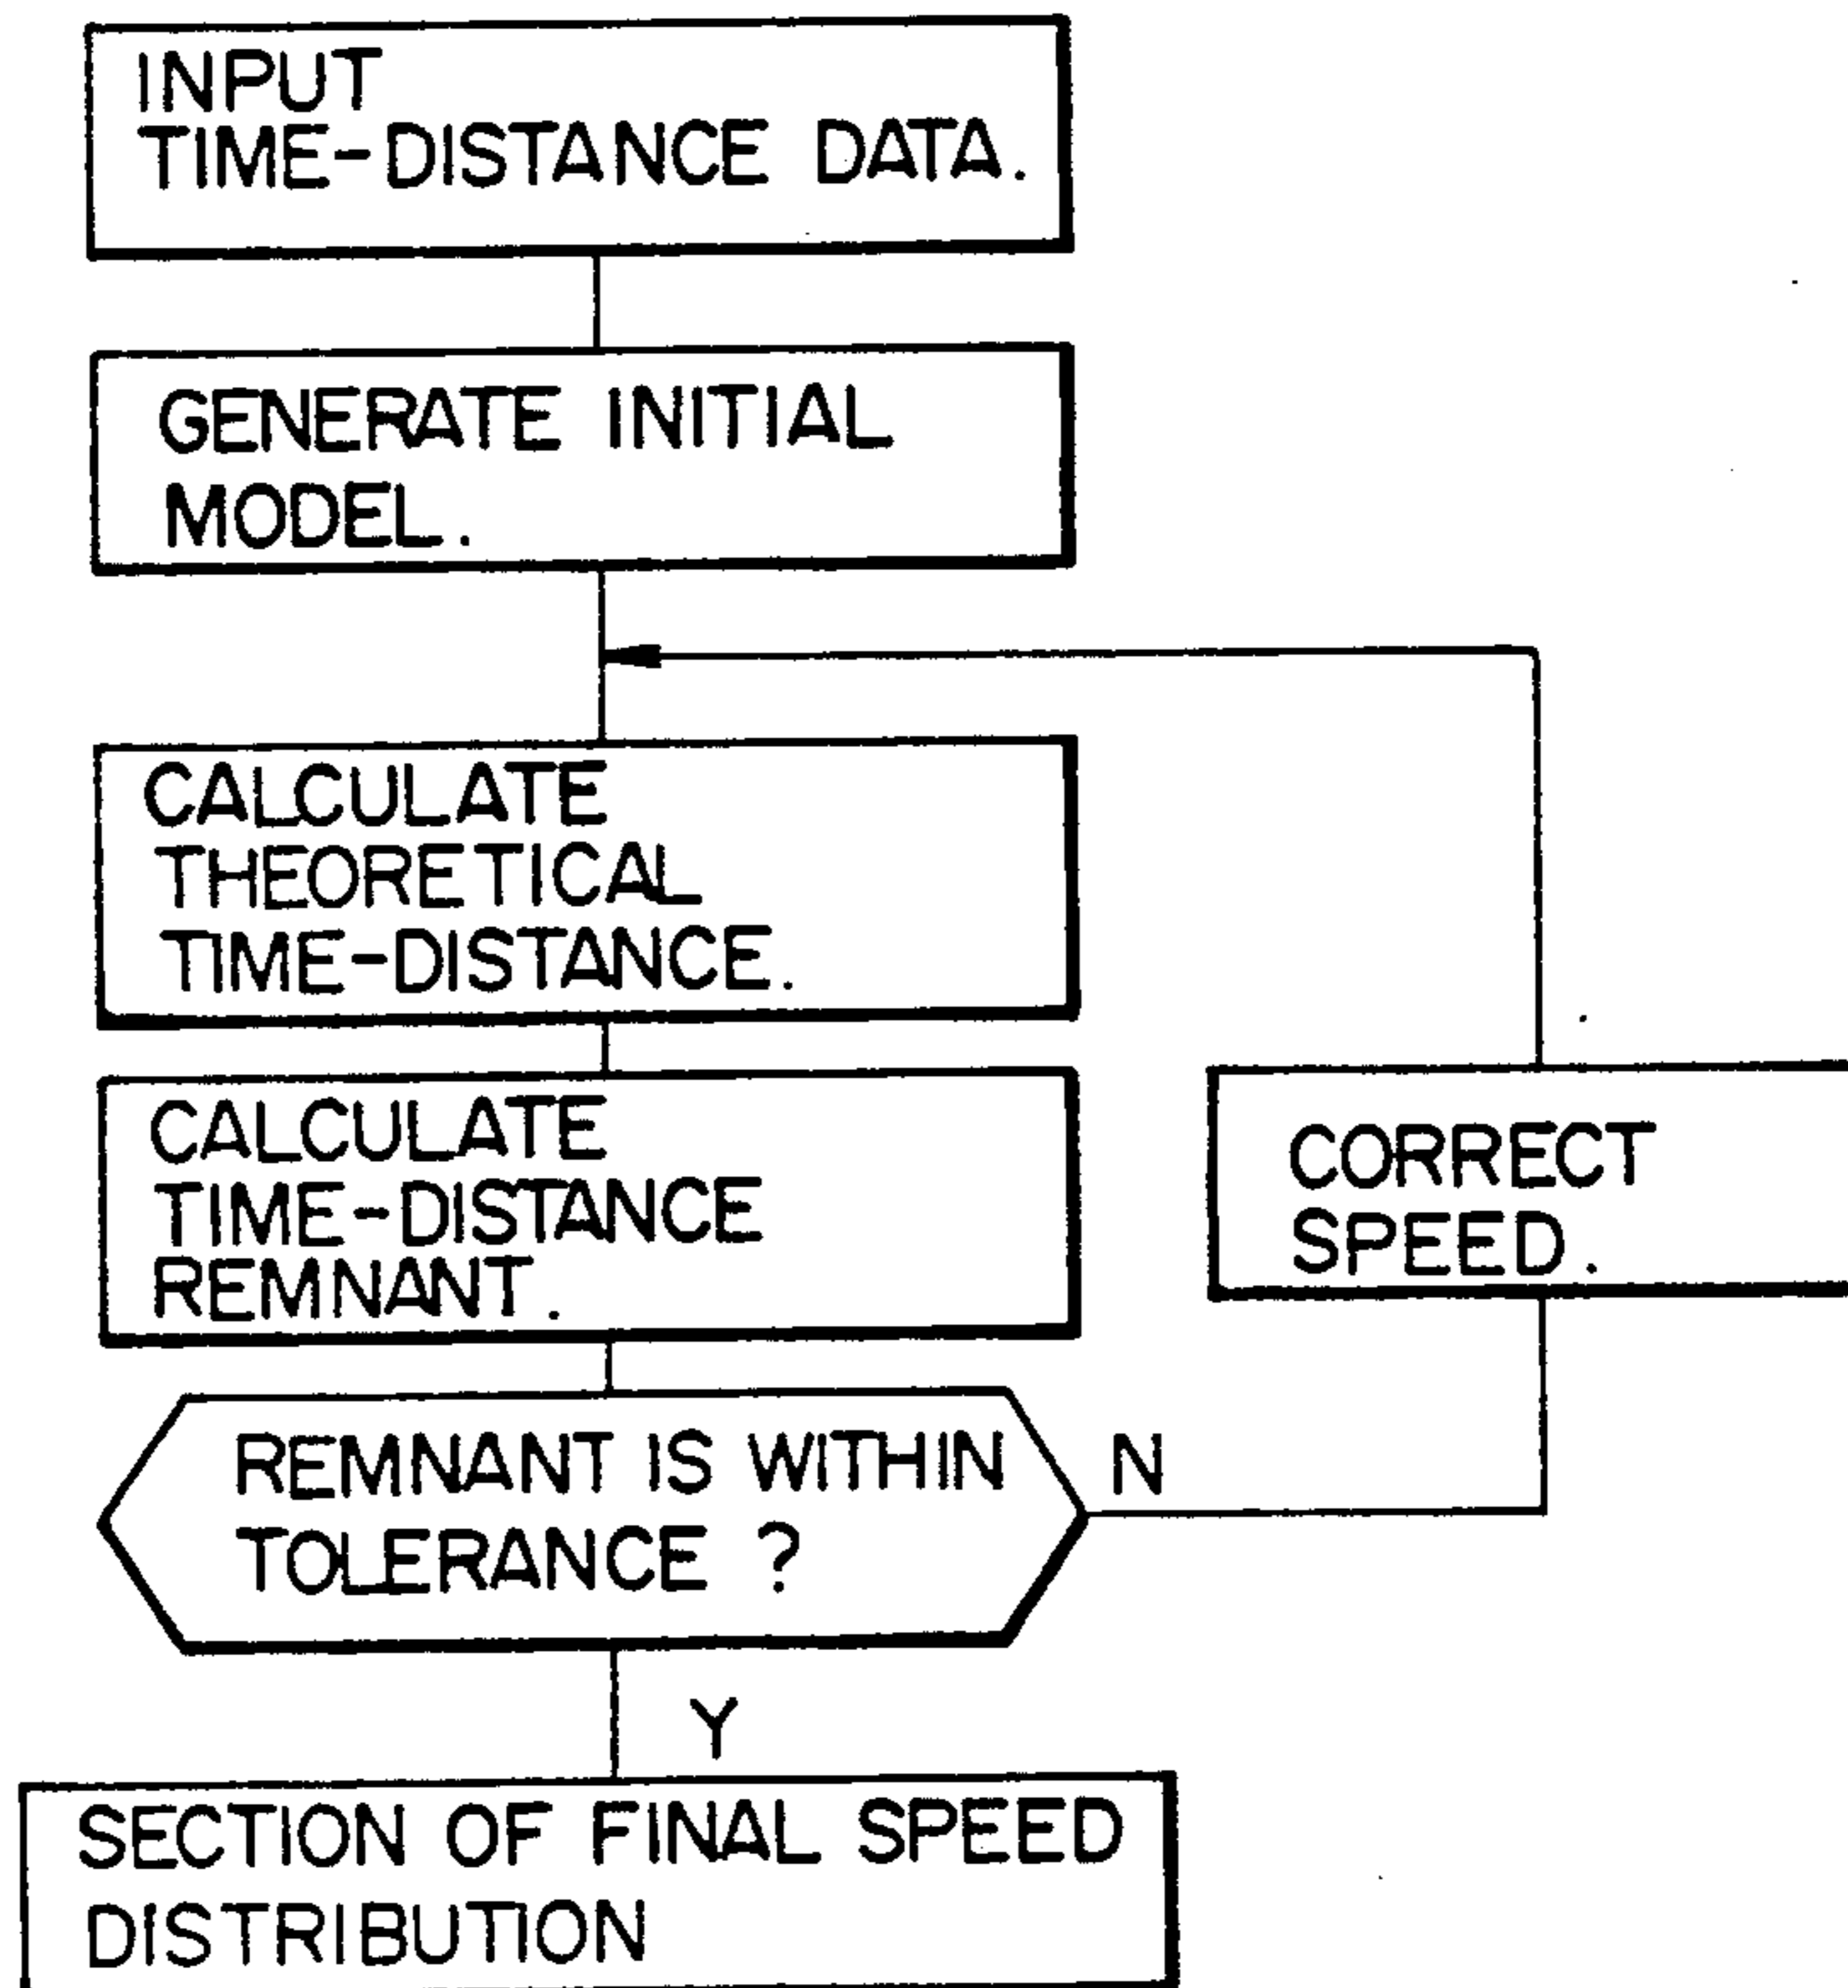 INPUT
TIME-DISTANCE DATA.
GENERATE INITIAL
MODEL.
CALCULATE
THEORETICAL
TIME-DISTANCE.
CALCULATE
TIME-DISTANCE
REMNANT.
CORRECT
SPEED.
REMNANT IS WITHIN
TOLERANCE ?
N
Y
SECTION OF FINAL SPEED
DISTRIBUTION